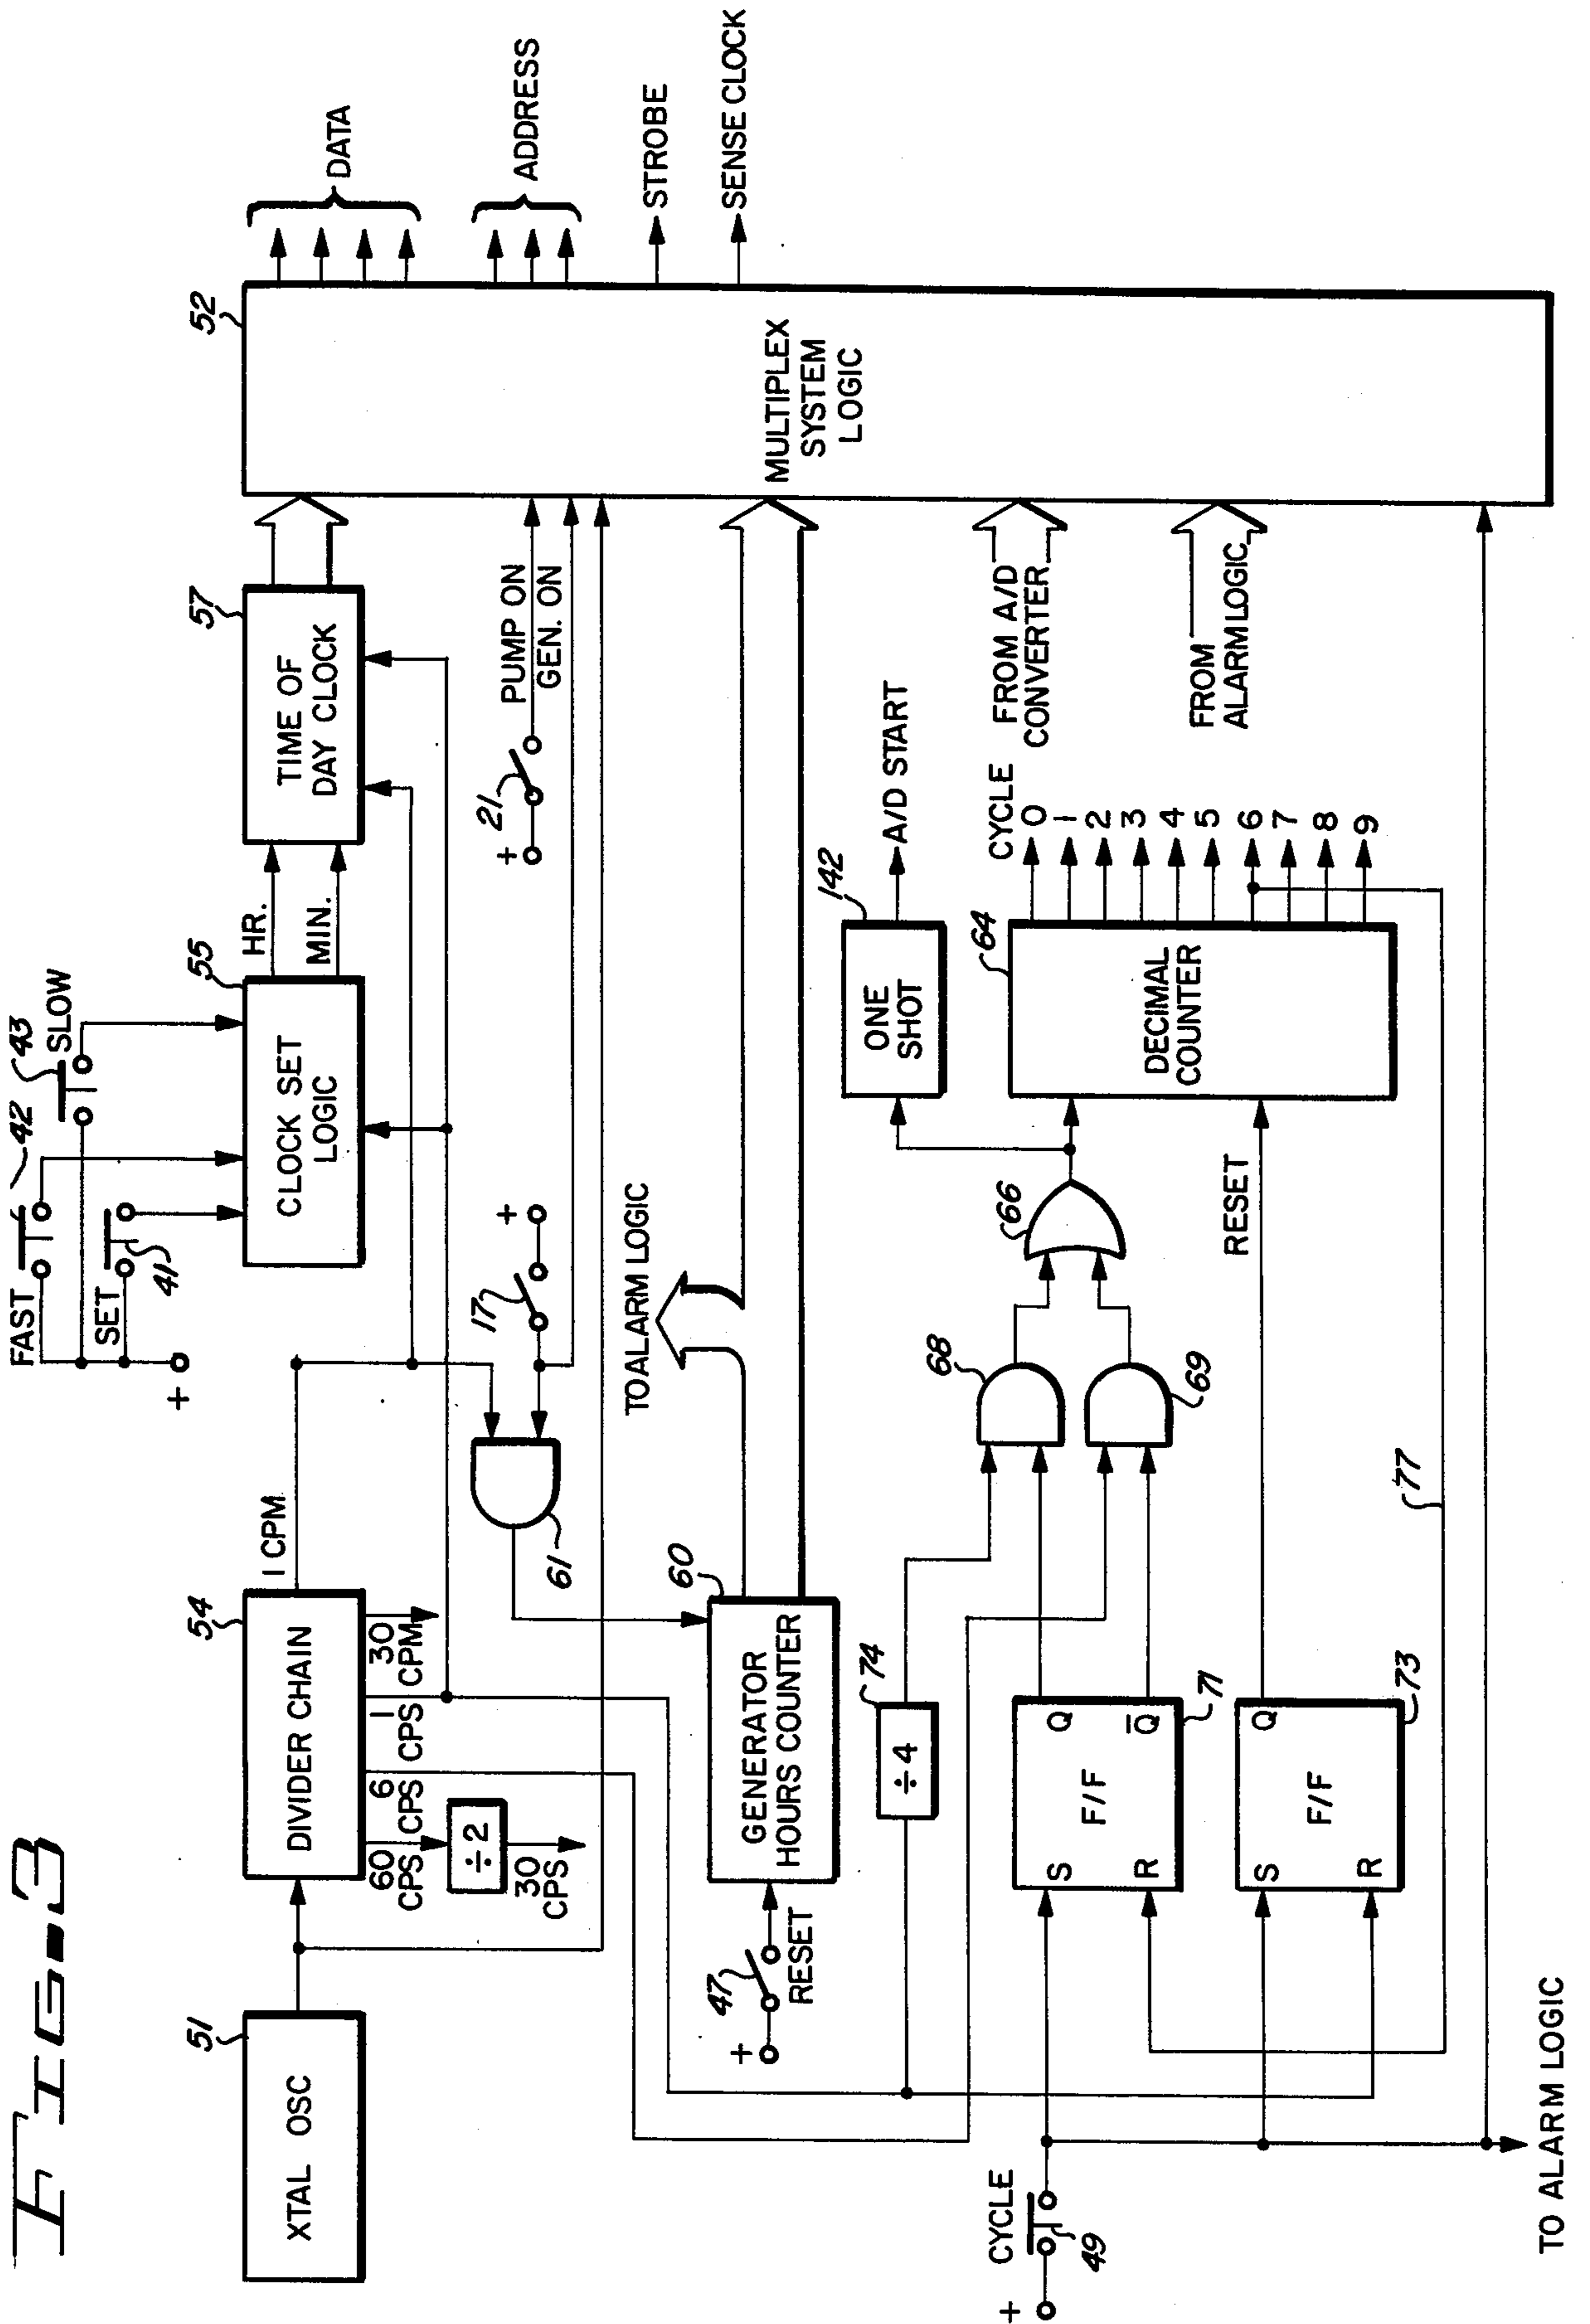 FIG-3
51
XTAL OSC
54
DIVIDER CHAIN
1 CPM
60
CPS
6
CPS
1
CPS
30
CPM
÷2
30
CPS
FAST
42
43
SLOW
SET
41
+
55
CLOCK SET
LOGIC
HR.
MIN.
57
TIME OF
DAY CLOCK
52
MULTIPLEX
SYSTEM
LOGIC
DATA
ADDRESS
STROBE
SENSE CLOCK
61
17
+
+
21
PUMP ON
GEN. ON
TO ALARM LOGIC
+
47
RESET
60
GENERATOR
HOURS COUNTER
74
÷4
68
69
66
142
ONE
SHOT
A/D START
64
DECIMAL
COUNTER
RESET
CYCLE
0
1
2
3
4
5
6
7
8
9
FROM A/D
CONVERTER
FROM
ALARM LOGIC
+
CYCLE
49
S
R
F/F
Q
Q̅
71
S
R
F/F
Q
73
77
TO ALARM LOGIC